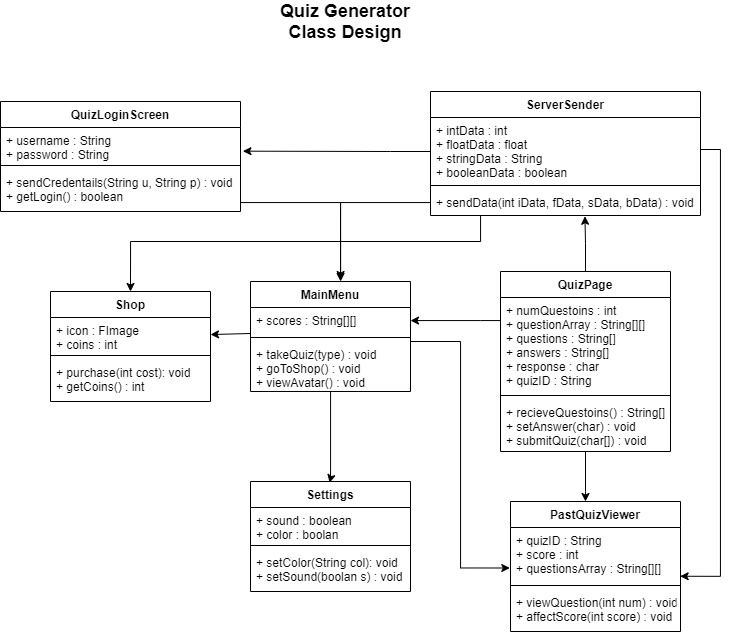 Quiz Generator
Class Design
QuizLoginScreen
+ username : String
+ password : String
+ sendCredentails(String u, String p) : void
+ getLogin() : boolean
ServerSender
+ intData : int
+ floatData : float
+ stringData : String
+ booleanData : boolean
+ sendData(int iData, fData, sData, bData) : void
Shop
+ icon : FImage
+ coins : int
+ purchase(int cost): void
+ getCoins() : int
MainMenu
+ scores : String[][]
+ takeQuiz(type) : void
+ goToShop() : void
+ viewAvatar() : void
QuizPage
+ numQuestoins : int
+ questionArray : String[][]
+ questions : String[]
+ answers : String[]
+ response : char
+ quizID : String
+ recieveQuestoins() : String[]
+ setAnswer(char) : void
+ submitQuiz(char[]) : void
Settings
+ sound : boolean
+ color : boolan
+ setColor(String col): void
+ setSound(boolan s) : void
PastQuizViewer
+ quizID : String
+ score : int
+ questionsArray : String[][]
+ viewQuestion(int num) : void
+ affectScore(int score) : void